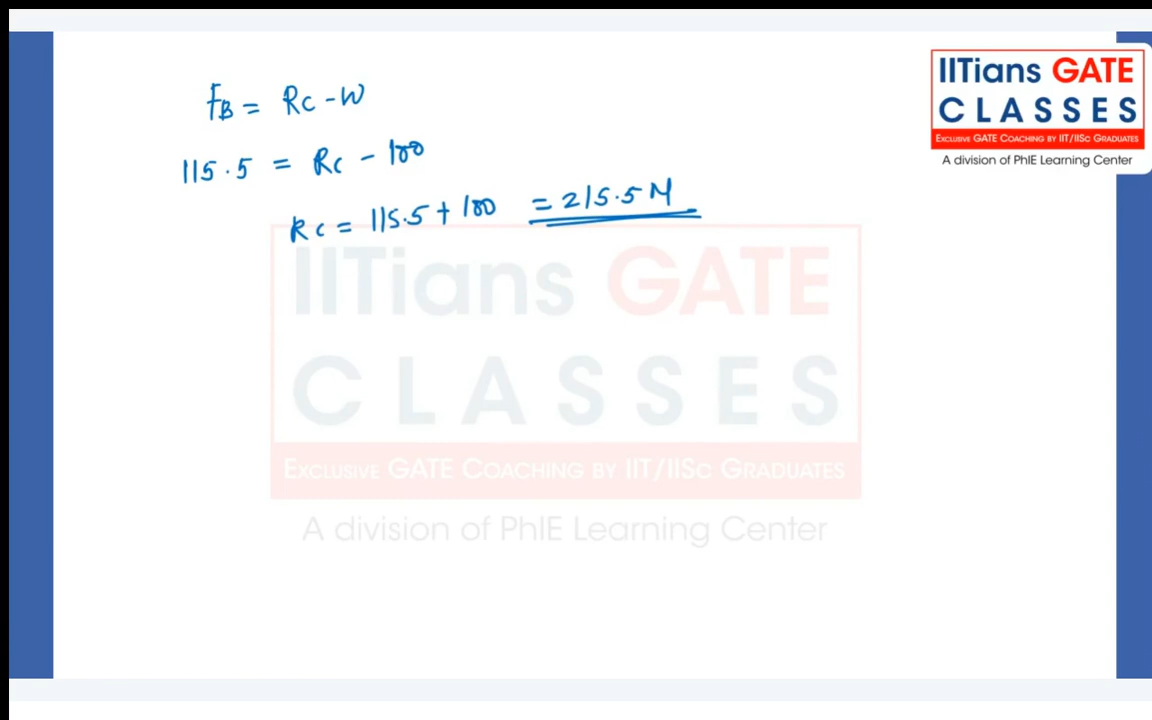 FB = RC - W
115.5 = RC - 100
RC = 115.5 + 100 = 215.5 N
IITians GATE
CLASSES
EXCLUSIVE GATE COACHING BY IIT/IISc GRADUATES
A division of PhIE Learning Center
IITians GATE
CLASSES
EXCLUSIVE GATE COACHING BY IIT/IISc GRADUATES
A division of PhIE Learning Center